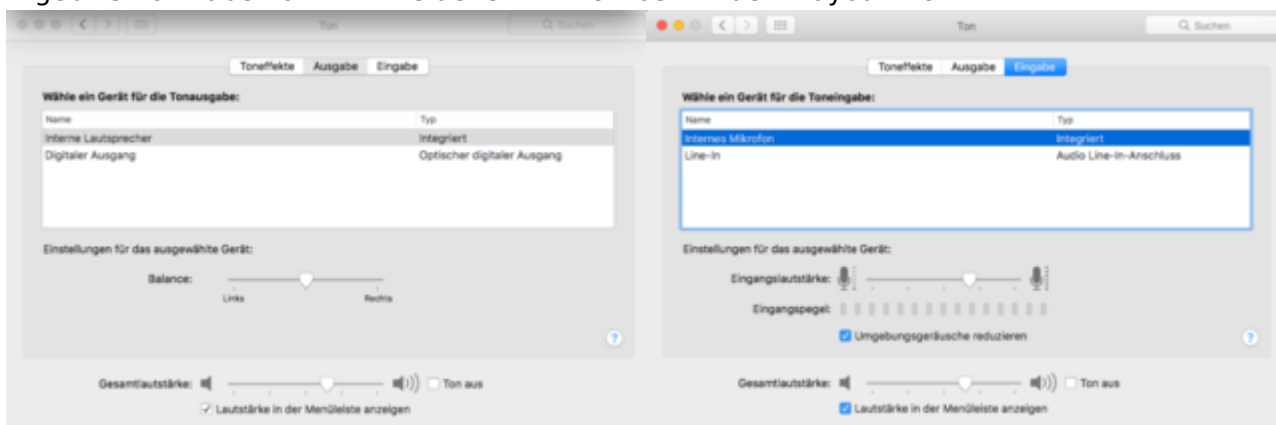 Ton
Suchen
Toneffekte Ausgabe Eingabe
Wähle ein Gerät für die Tonausgabe:
Name Typ
Interne Lautsprecher Integriert
Digitaler Ausgang Optischer digitaler Ausgang
Einstellungen für das ausgewählte Gerät:
Balance:
Links Rechts
?
Gesamtlautstärke: Ton aus
Lautstärke in der Menüleiste anzeigen
Ton
Suchen
Toneffekte Ausgabe Eingabe
Wähle ein Gerät für die Toneingabe:
Name Typ
Internes Mikrofon Integriert
Line-In Audio Line-In-Anschluss
Einstellungen für das ausgewählte Gerät:
Eingangslautstärke:
Eingangspegel:
Umgebungsgeräusche reduzieren
?
Gesamtlautstärke: Ton aus
Lautstärke in der Menüleiste anzeigen